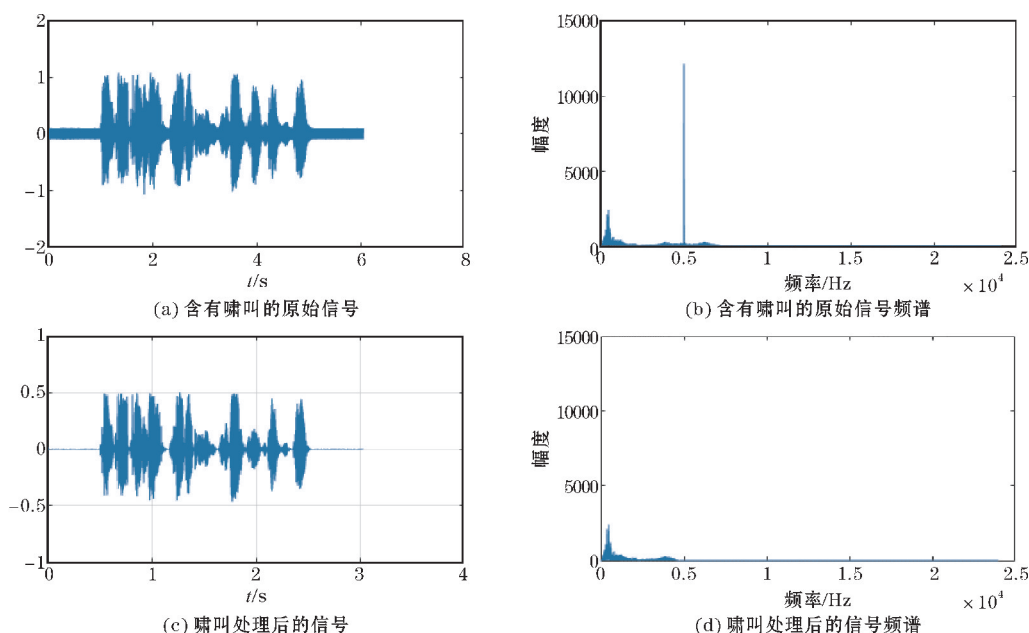 2
1
0
-1
-2
0 2 4 6 8
t/s
(a) 含有啸叫的原始信号
15000
10000
5000
0
幅度
0 0.5 1.0 1.5 2.0 2.5
频率/Hz ×10⁴
(b) 含有啸叫的原始信号频谱
1
0.5
0
-0.5
-1
0 1 2 3 4
t/s
(c) 啸叫处理后的信号
15000
10000
5000
0
幅度
0 0.5 1.0 1.5 2.0 2.5
频率/Hz ×10⁴
(d) 啸叫处理后的信号频谱